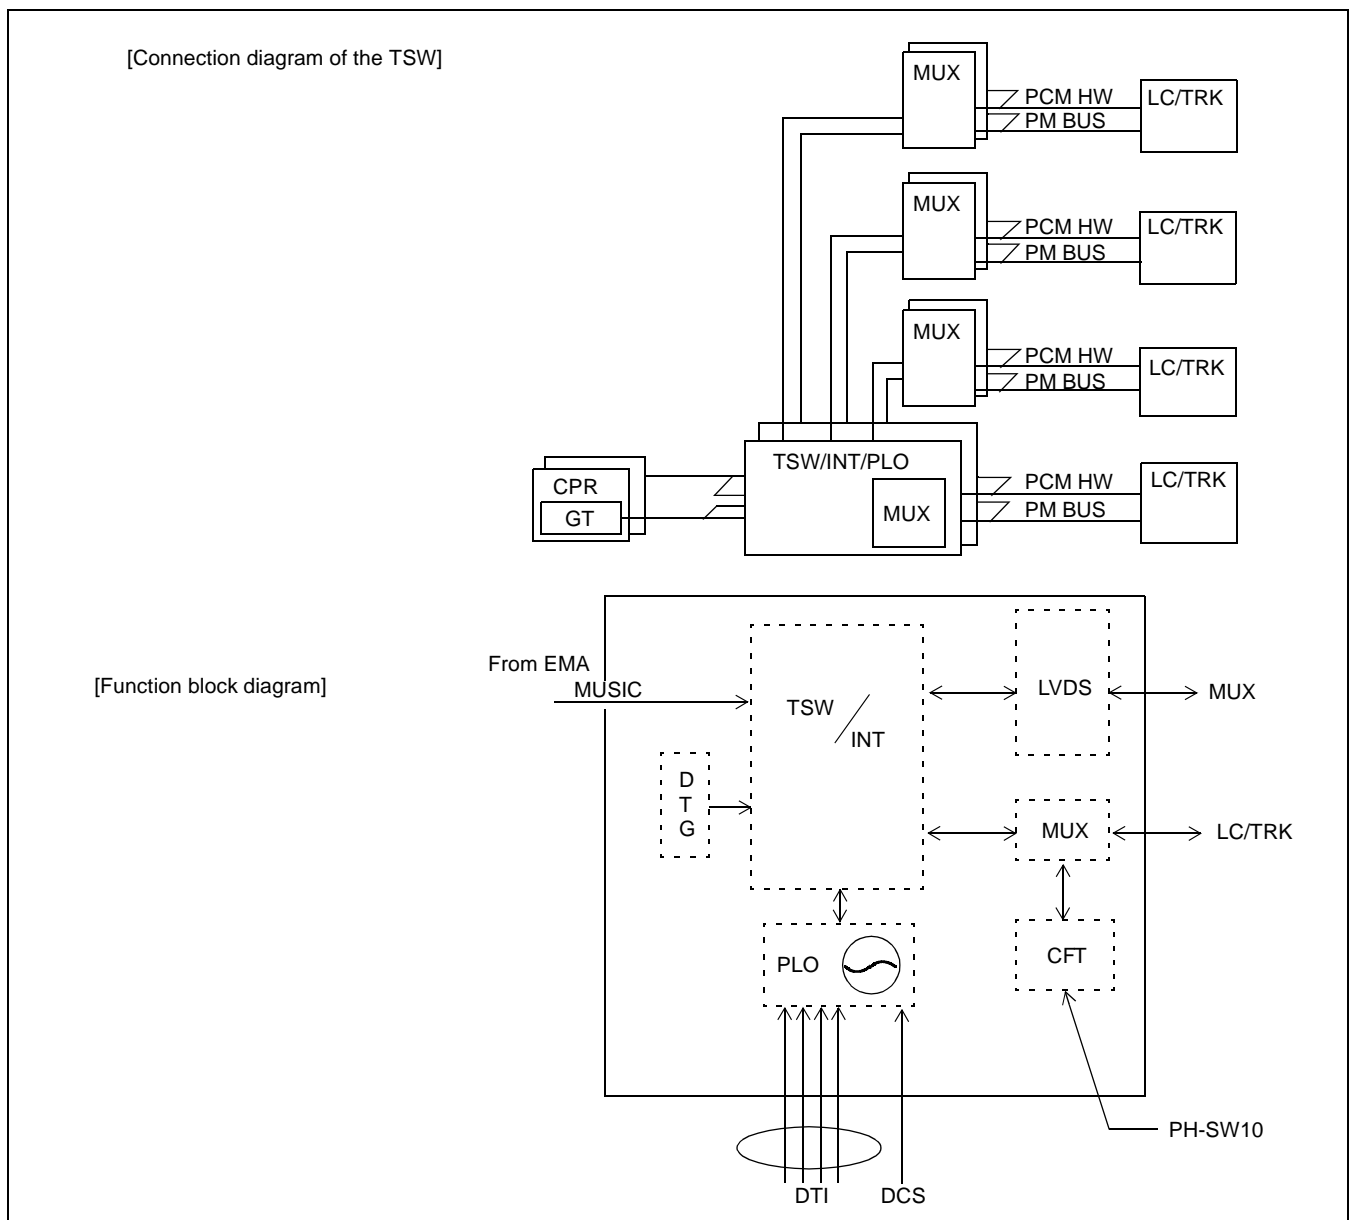 [Connection diagram of the TSW]
MUX
PCM HW
PM BUS
LC/TRK
MUX
PCM HW
PM BUS
LC/TRK
MUX
PCM HW
PM BUS
LC/TRK
TSW/INT/PLO
CPR
GT
MUX
PCM HW
PM BUS
LC/TRK
[Function block diagram]
From EMA
MUSIC
TSW
INT
LVDS
MUX
D
T
G
MUX
LC/TRK
PLO
CFT
PH-SW10
DTI
DCS